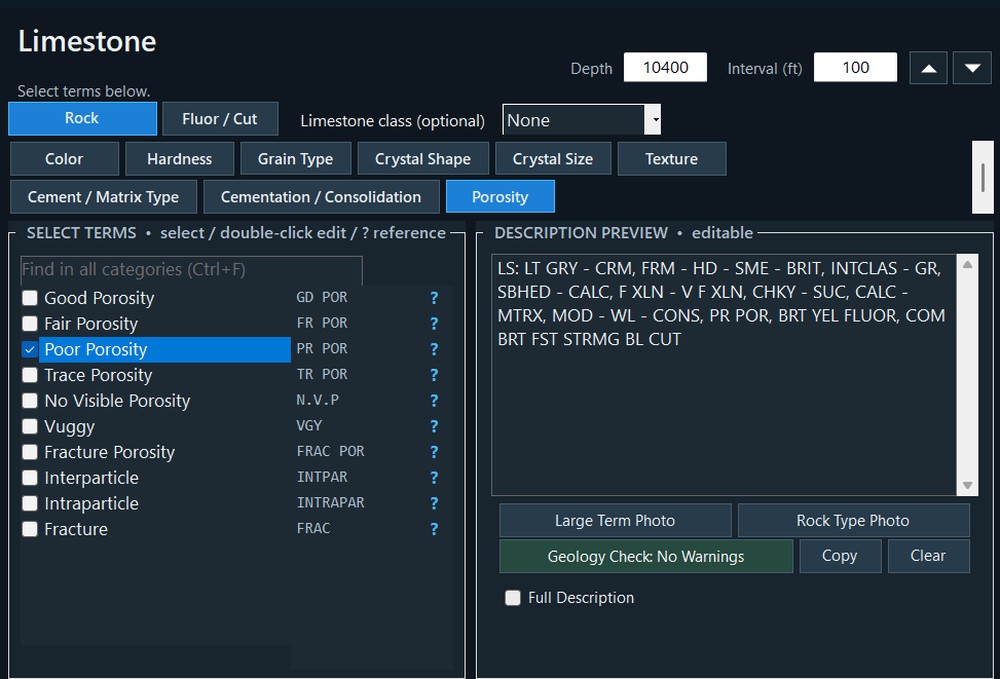 Limestone
Depth 10400 Interval (ft) 100
Select terms below.
Rock Fluor / Cut Limestone class (optional) None
Color Hardness Grain Type Crystal Shape Crystal Size Texture
Cement / Matrix Type Cementation / Consolidation Porosity
SELECT TERMS • select / double-click edit / ? reference
Find in all categories (Ctrl+F)
Good Porosity GD POR ?
Fair Porosity FR POR ?
Poor Porosity PR POR ?
Trace Porosity TR POR ?
No Visible Porosity N.V.P ?
Vuggy VGY ?
Fracture Porosity FRAC POR ?
Interparticle INTPAR ?
Intraparticle INTRAPAR ?
Fracture FRAC ?
DESCRIPTION PREVIEW • editable
LS: LT GRY - CRM, FRM - HD - SME - BRIT, INTCLAS - GR,
SBHED - CALC, F XLN - V F XLN, CHKY - SUC, CALC -
MTRX, MOD - WL - CONS, PR POR, BRT YEL FLUOR, COM
BRT FST STRMG BL CUT
Large Term Photo Rock Type Photo
Geology Check: No Warnings Copy Clear
Full Description